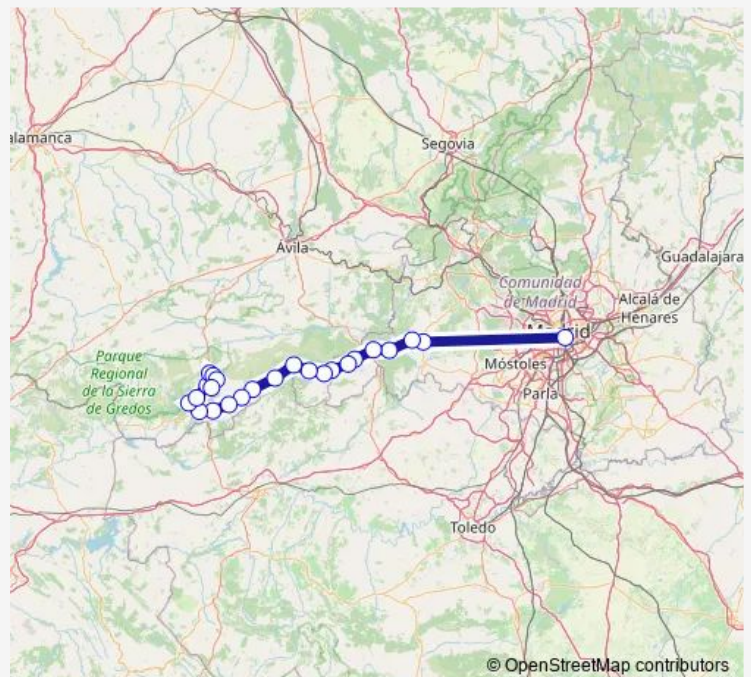 alamanca
Segovia
Ávila
Guadalajara
Comunidad
de Madrid
Alcalá de
Henares
Móstoles
Parla
Parque
Regional
de la Sierra
de Gredos
Toledo
© OpenStreetMap contributors